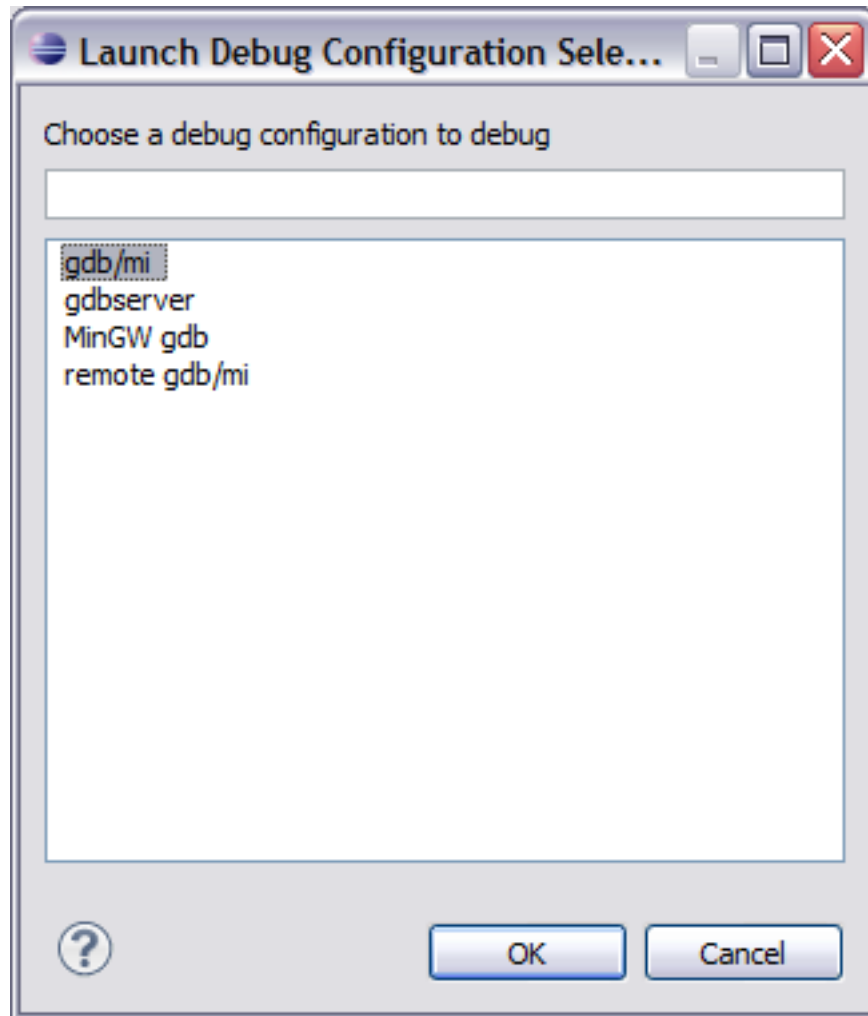 Launch Debug Configuration Sele...
Choose a debug configuration to debug
gdb/mi
gdbserver
MinGW gdb
remote gdb/mi
?
OK Cancel